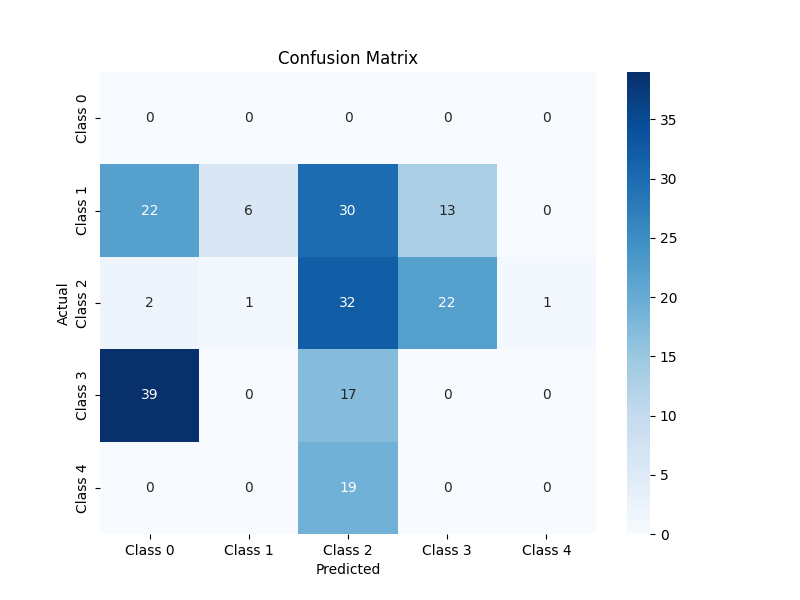 Confusion Matrix
Class 0 0 0 0 0 0
Class 1 22 6 30 13 0
Class 2 2 1 32 22 1
Class 3 39 0 17 0 0
Class 4 0 0 19 0 0
Class 0 Class 1 Class 2 Class 3 Class 4
Predicted
Actual
35
30
25
20
15
10
5
0